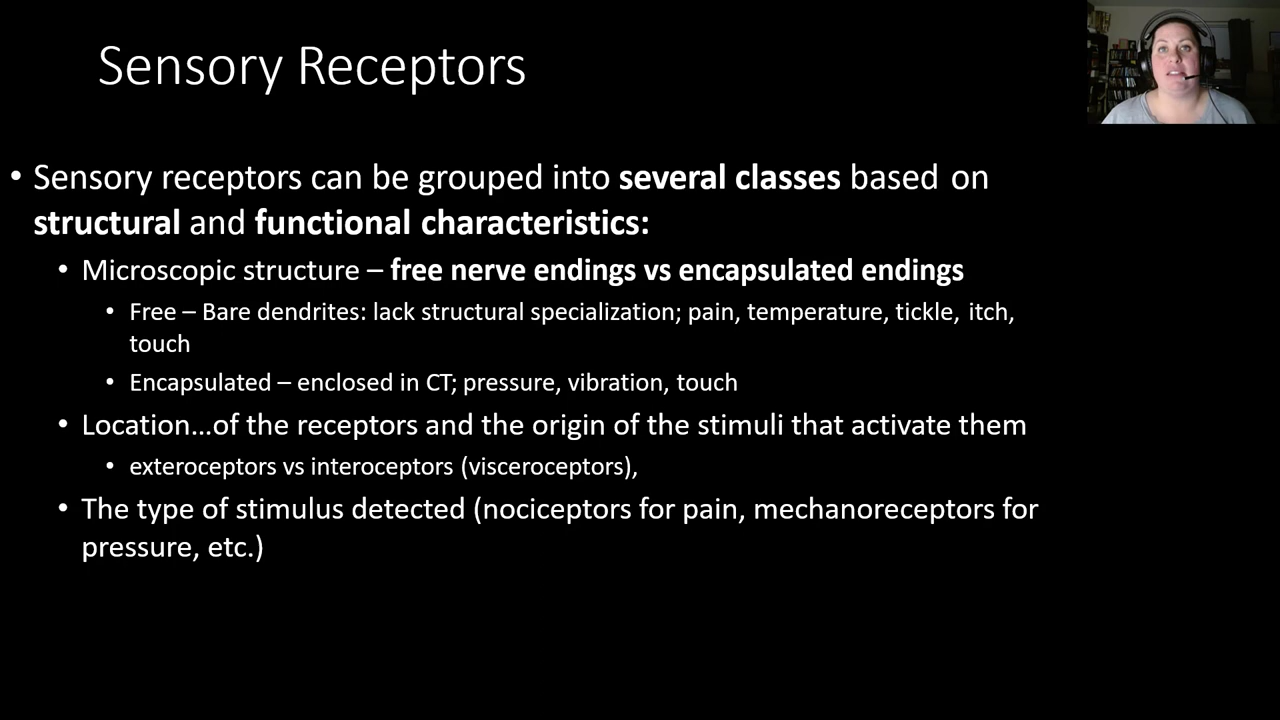 Sensory Receptors
• Sensory receptors can be grouped into several classes based on
structural and functional characteristics:
• Microscopic structure – free nerve endings vs encapsulated endings
• Free – Bare dendrites: lack structural specialization; pain, temperature, tickle, itch,
touch
• Encapsulated – enclosed in CT; pressure, vibration, touch
• Location...of the receptors and the origin of the stimuli that activate them
• exteroceptors vs interoceptors (visceroceptors),
• The type of stimulus detected (nociceptors for pain, mechanoreceptors for
pressure, etc.)